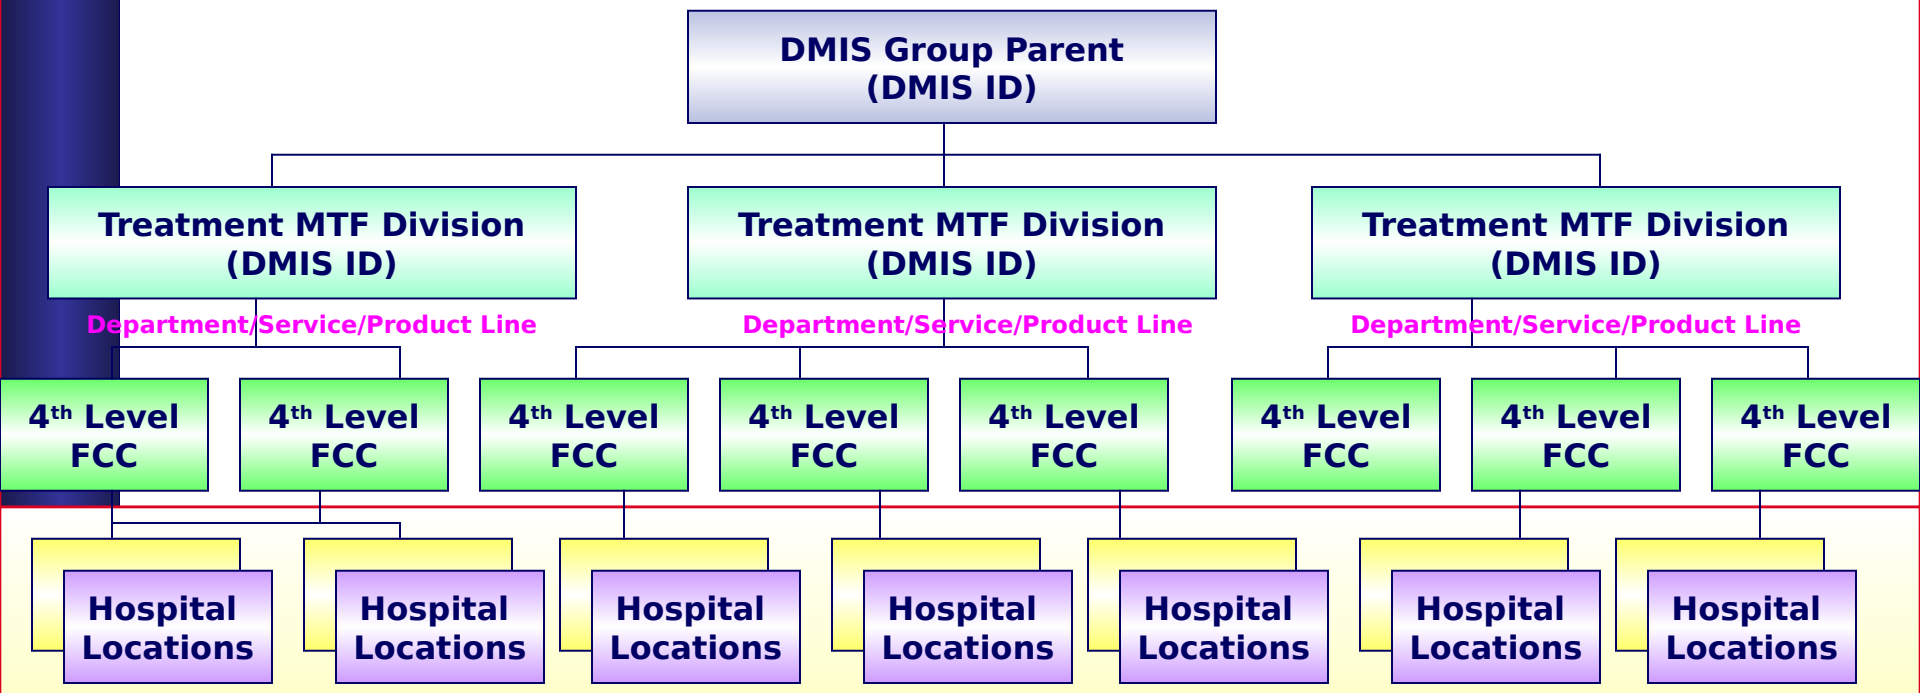 DMIS Group Parent
(DMIS ID)
Treatment MTF Division
(DMIS ID)
Treatment MTF Division
(DMIS ID)
Treatment MTF Division
(DMIS ID)
Department/Service/Product Line
Department/Service/Product Line
Department/Service/Product Line
4th Level
FCC
4th Level
FCC
4th Level
FCC
4th Level
FCC
4th Level
FCC
4th Level
FCC
4th Level
FCC
4th Level
FCC
Hospital
Locations
Hospital
Locations
Hospital
Locations
Hospital
Locations
Hospital
Locations
Hospital
Locations
Hospital
Locations